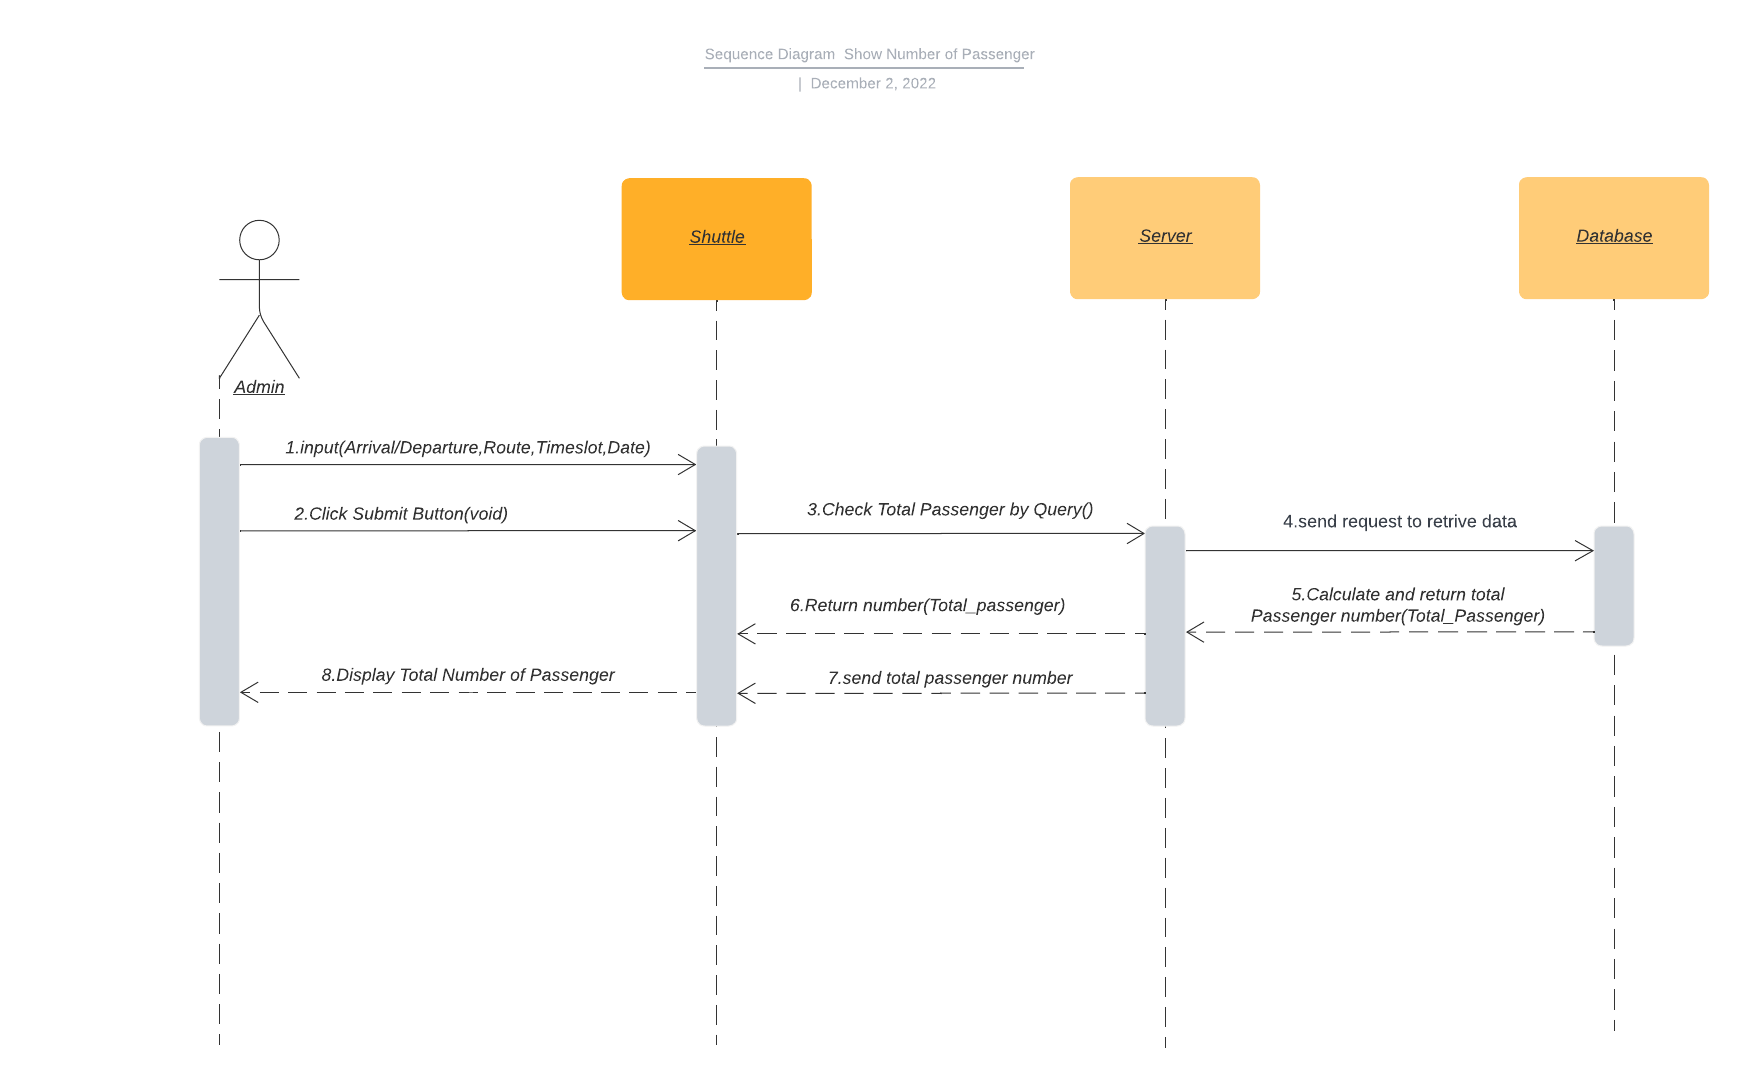 Sequence Diagram  Show Number of Passenger
| December 2, 2022
Shuttle
Server
Database
Admin
1.input(Arrival/Departure,Route,Timeslot,Date)
2.Click Submit Button(void)
3.Check Total Passenger by Query()
4.send request to retrive data
5.Calculate and return total
Passenger number(Total_Passenger)
6.Return number(Total_passenger)
7.send total passenger number
8.Display Total Number of Passenger